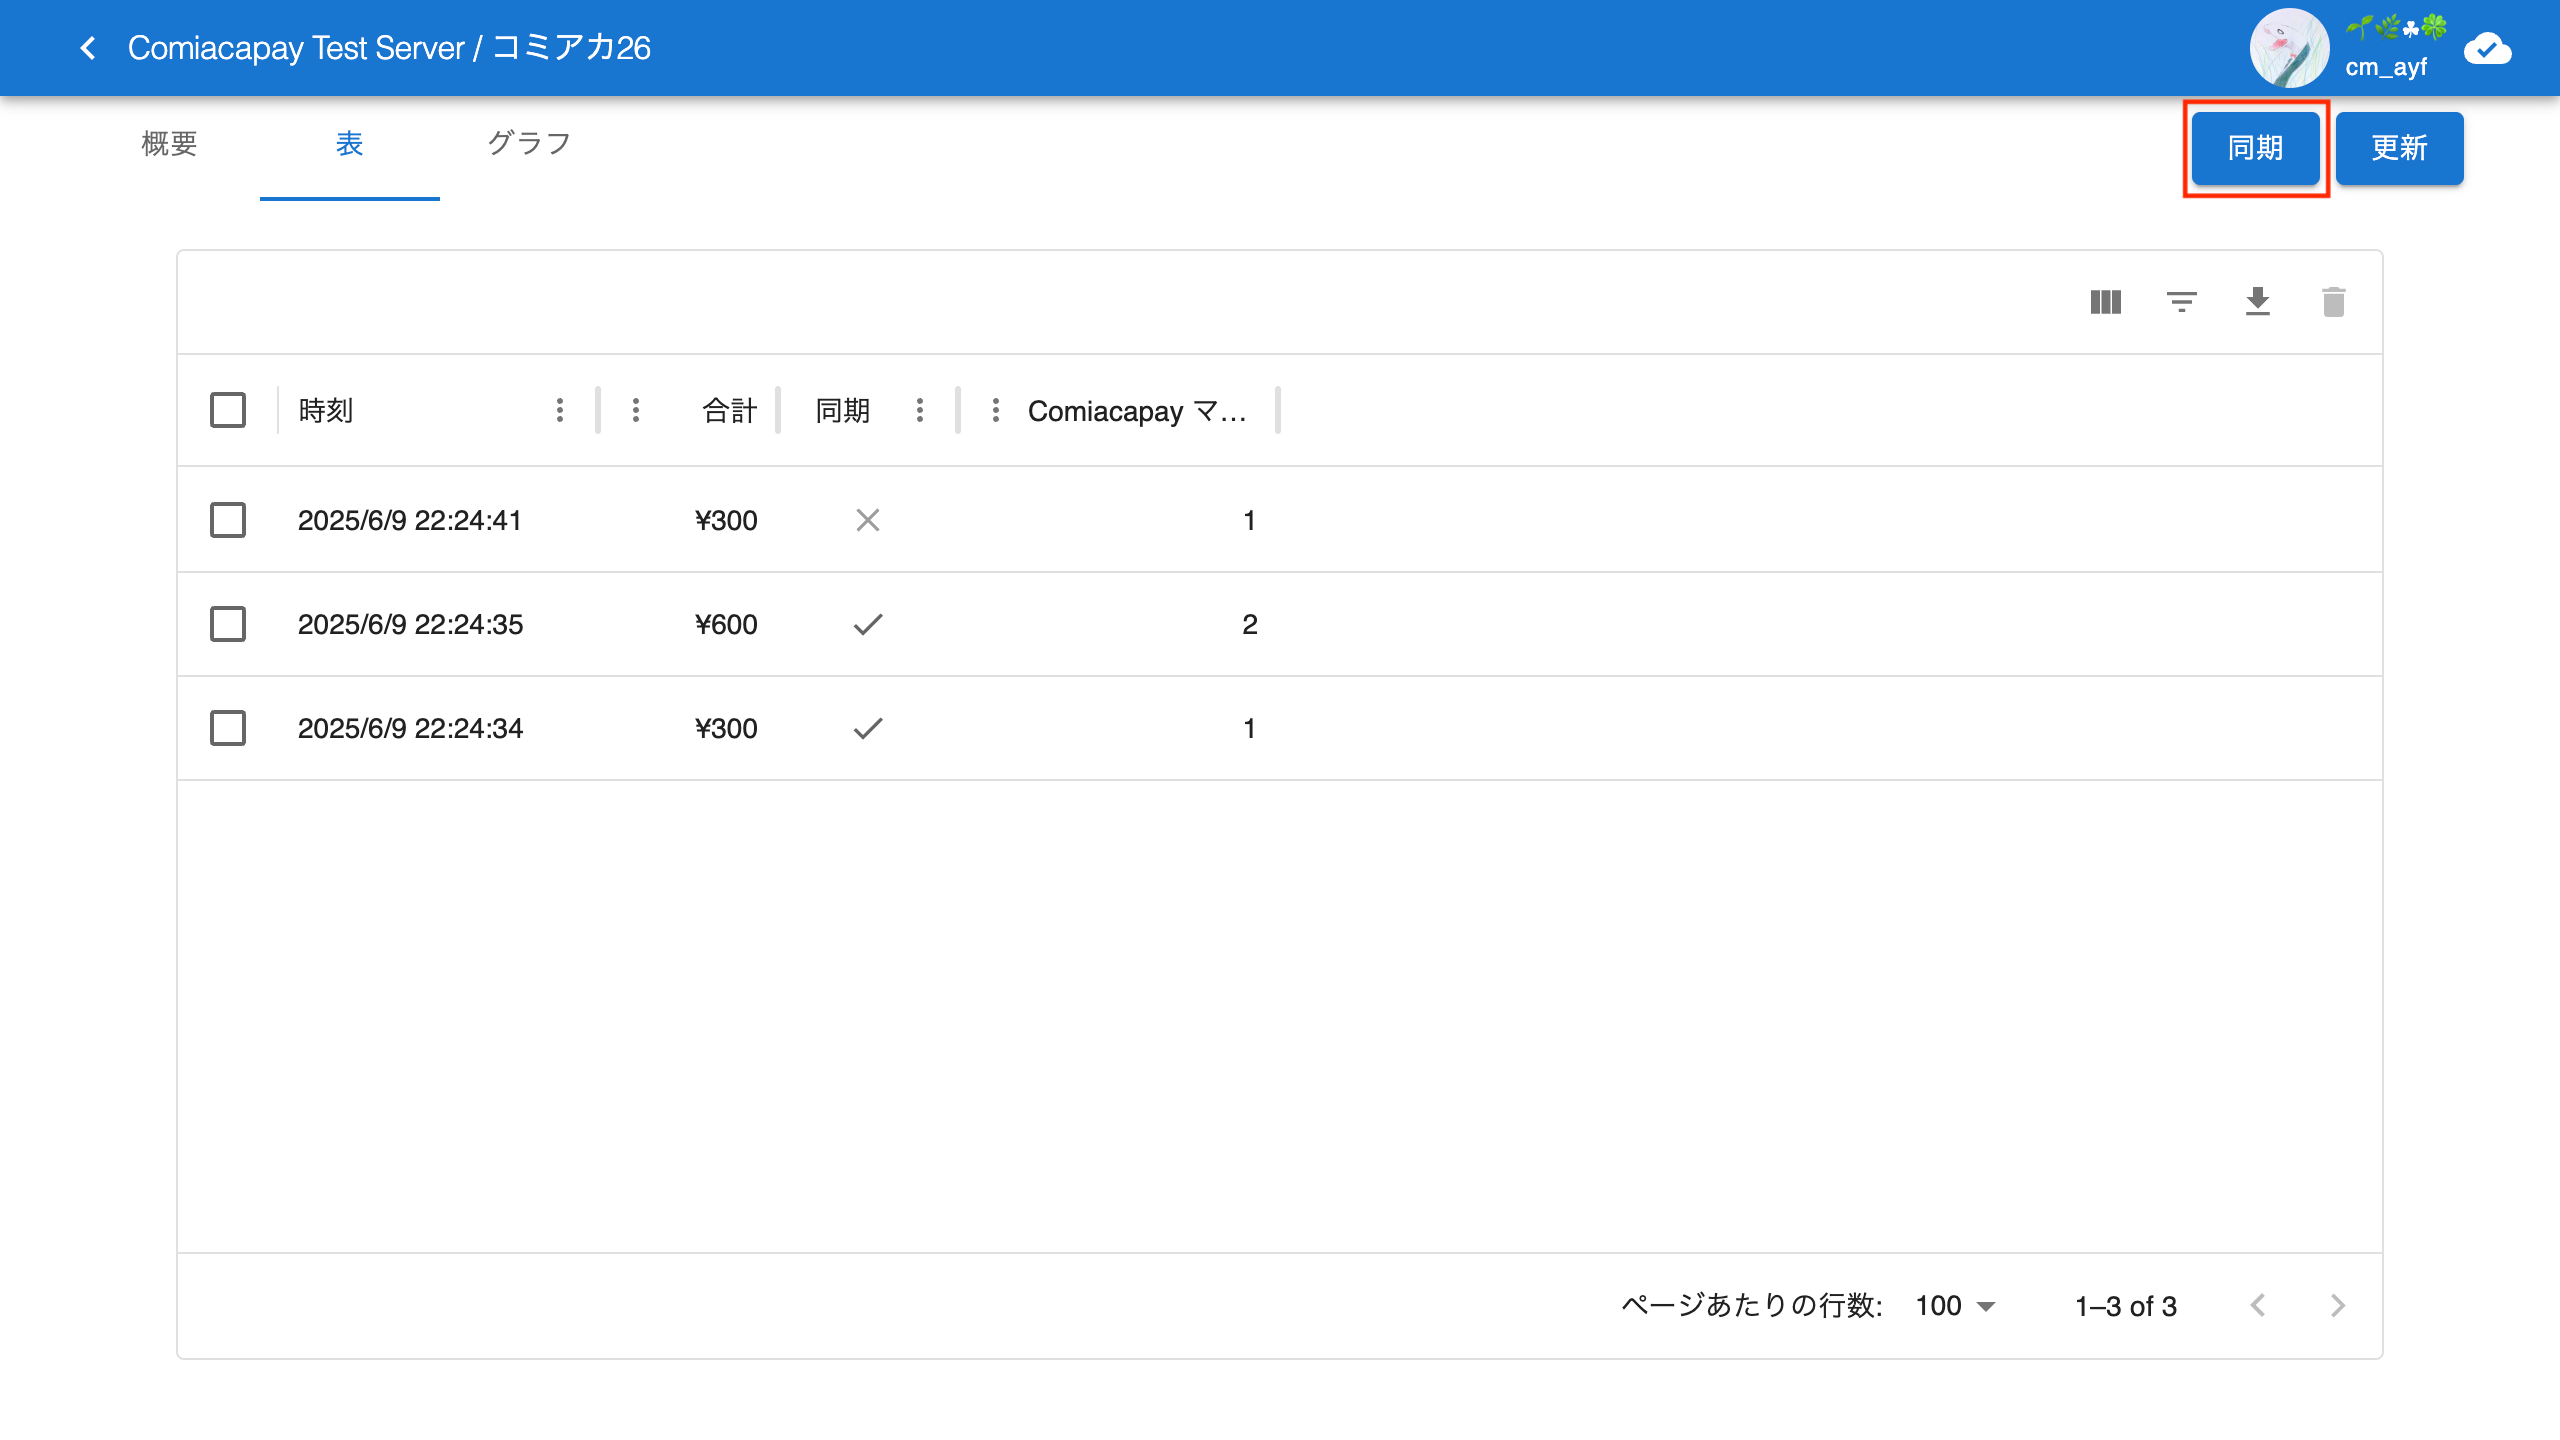 Comiacapay Test Server / コミアカ26
🌱🌿☘🍀
cm_ayf
概要 表 グラフ 同期 更新
時刻 合計 同期 Comiacapay マ…
2025/6/9 22:24:41 ¥300 1
2025/6/9 22:24:35 ¥600 2
2025/6/9 22:24:34 ¥300 1
ページあたりの行数: 100 1–3 of 3